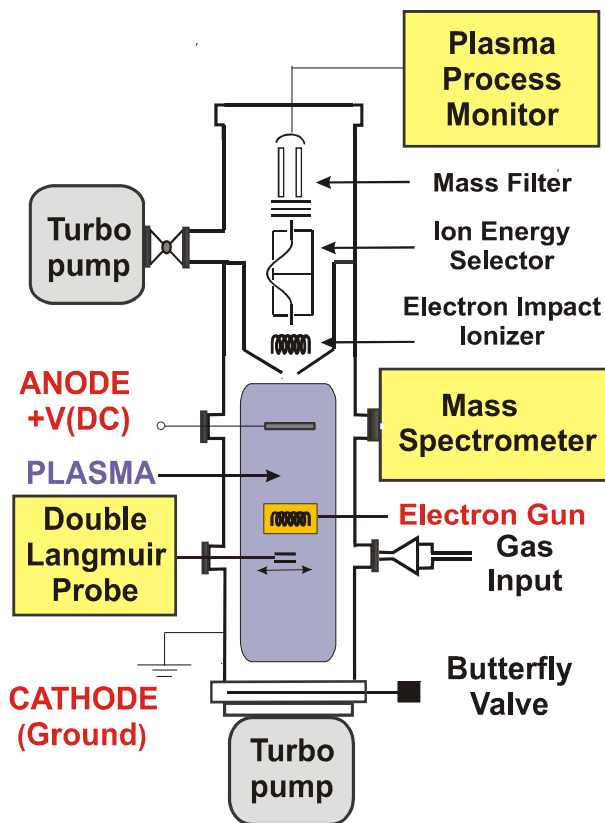 Plasma
Process
Monitor
Mass Filter
Turbo
pump
Ion Energy
Selector
Electron Impact
Ionizer
ANODE
+V(DC)
Mass
Spectrometer
PLASMA
Electron Gun
Double
Langmuir
Probe
Gas
Input
CATHODE
(Ground)
Butterfly
Valve
Turbo
pump